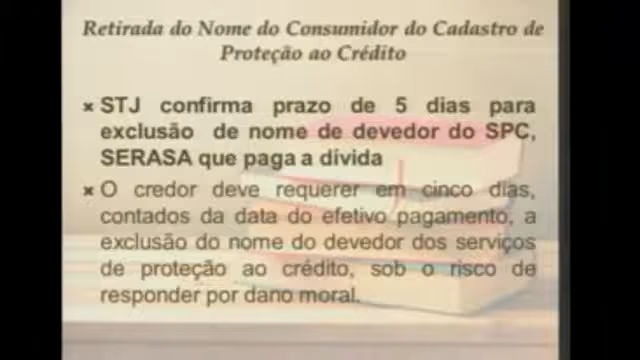 Retirada do Nome do Consumidor do Cadastro de
Proteção ao Crédito
× STJ confirma prazo de 5 dias para
exclusão de nome de devedor do SPC,
SERASA que paga a dívida
× O credor deve requerer em cinco dias,
contados da data do efetivo pagamento, a
exclusão do nome do devedor dos serviços
de proteção ao crédito, sob o risco de
responder por dano moral.